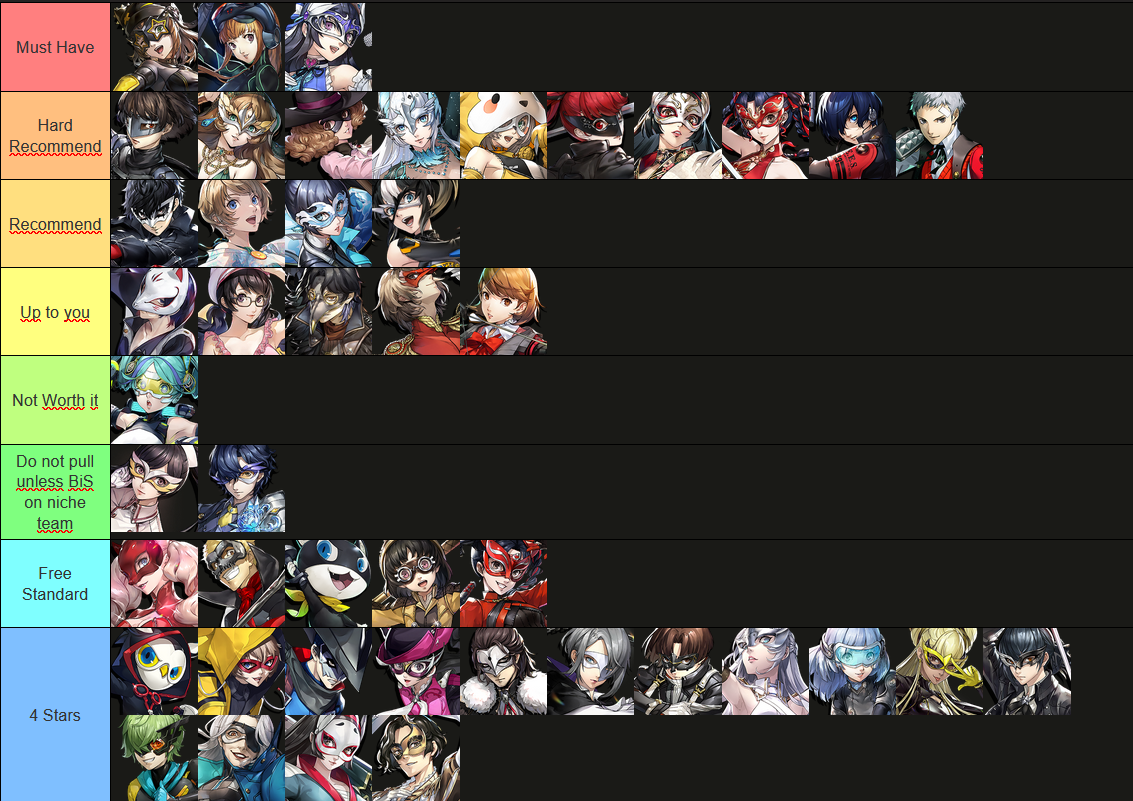 Must Have
Hard
Recommend
Recommend
Up to you
Not Worth it
Do not pull
unless BiS
on niche
team
Free
Standard
4 Stars